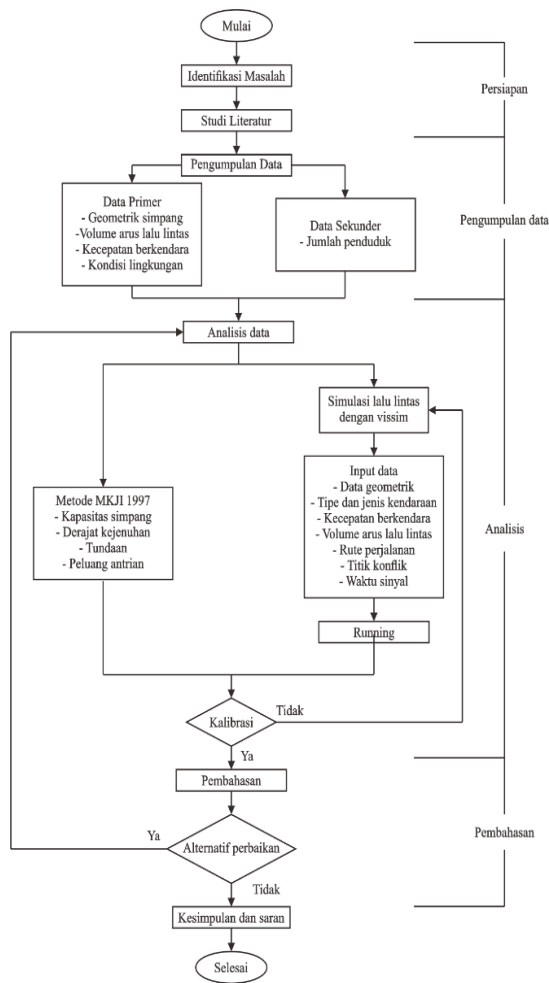 Mulai
Identifikasi Masalah
Persiapan
Studi Literatur
Pengumpulan Data
Data Primer
- Geometrik simpang
-Volume arus lalu lintas
- Kecepatan berkendara
- Kondisi lingkungan
Data Sekunder
- Jumlah penduduk
Pengumpulan data
Analisis data
Simulasi lalu lintas
dengan vissim
Metode MKJI 1997
- Kapasitas simpang
- Derajat kejenuhan
- Tundaan
- Peluang antrian
Input data
- Data geometrik
- Tipe dan jenis kendaraan
- Kecepatan berkendara
- Volume arus lalu lintas
- Rute perjalanan
- Titik konflik
- Waktu sinyal
Analisis
Running
Kalibrasi
Tidak
Ya
Pembahasan
Pembahasan
Ya
Alternatif perbaikan
Tidak
Kesimpulan dan saran
Selesai